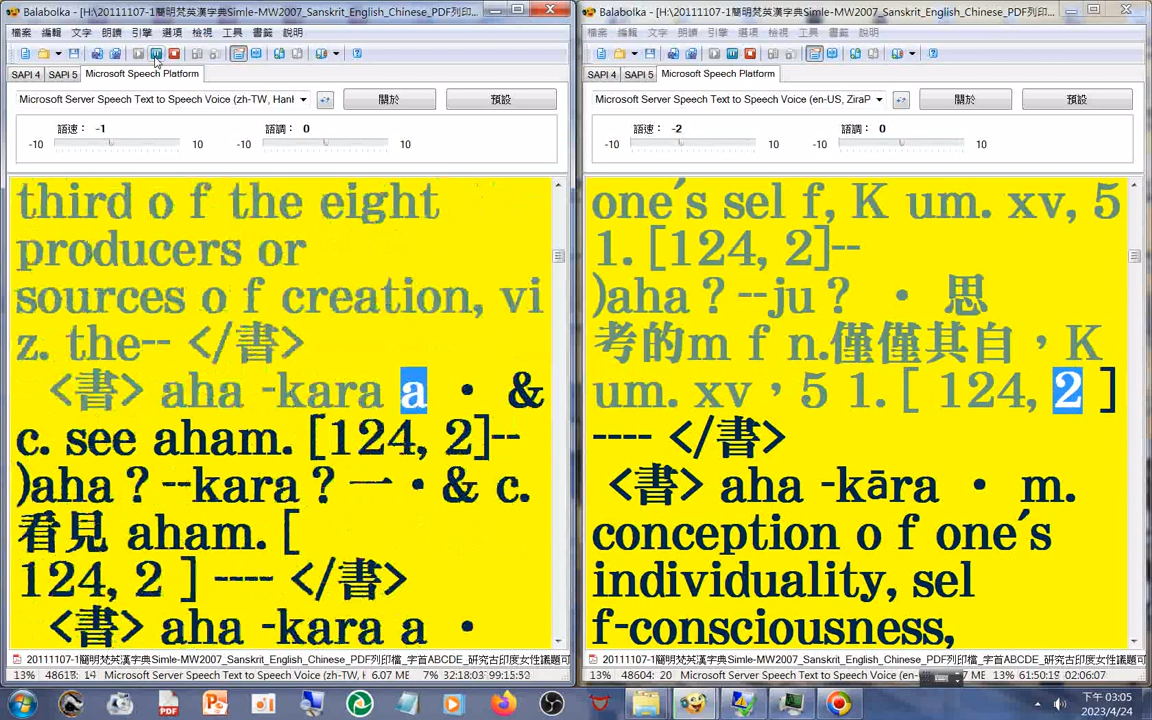 Balabolka - [H:\20111107-1簡明梵英漢字典Simle-MW2007_Sanskrit_English_Chinese_PDF列印...
檔案 編輯 文字 朗讀 引擎 選項 檢視 工具 書籤 說明
SAPI 4 SAPI 5 Microsoft Speech Platform
Microsoft Server Speech Text to Speech Voice (zh-TW, HanH
關於 預設
語速： -1 語調： 0
-10 10 -10 10
third o f the eight
producers or
sources o f creation, vi
z. the-- </書>
<書> aha -kara a • &
c. see aham. [124, 2]--
)aha？--kara？一•& c.
看見 aham. [
124, 2 ] ---- </書>
<書> aha -kara a •
20111107-1簡明梵英漢字典Simle-MW2007_Sanskrit_English_Chinese_PDF列印檔_字首ABCDE_研究古印度女性議題可
13% 48618: 14 Microsoft Server Speech Text to Speech Voice (zh-TW, H 6.07 MB 7% 32:18:03/99:15:52
Balabolka - [H:\20111107-1簡明梵英漢字典Simle-MW2007_Sanskrit_English_Chinese_PDF列印...
檔案 編輯 文字 朗讀 引擎 選項 檢視 工具 書籤 說明
SAPI 4 SAPI 5 Microsoft Speech Platform
Microsoft Server Speech Text to Speech Voice (en-US, ZiraP
關於 預設
語速： -2 語調： 0
-10 10 -10 10
one's sel f, K um. xv, 5
1. [124, 2]--
)aha？--ju？ • 思
考的m f n.僅僅其自，K
um. xv，5 1. [ 124, 2 ]
---- </書>
<書> aha -kāra • m.
conception o f one's
individuality, sel
f-consciousness,
20111107-1簡明梵英漢字典Simle-MW2007_Sanskrit_English_Chinese_PDF列印檔_字首ABCDE_研究古印度女性議題可
13% 48604: 20 Microsoft Server Speech Text to Speech Voice (en-US 13% 61:50:19
PDF
下午 03:05
2023/4/24